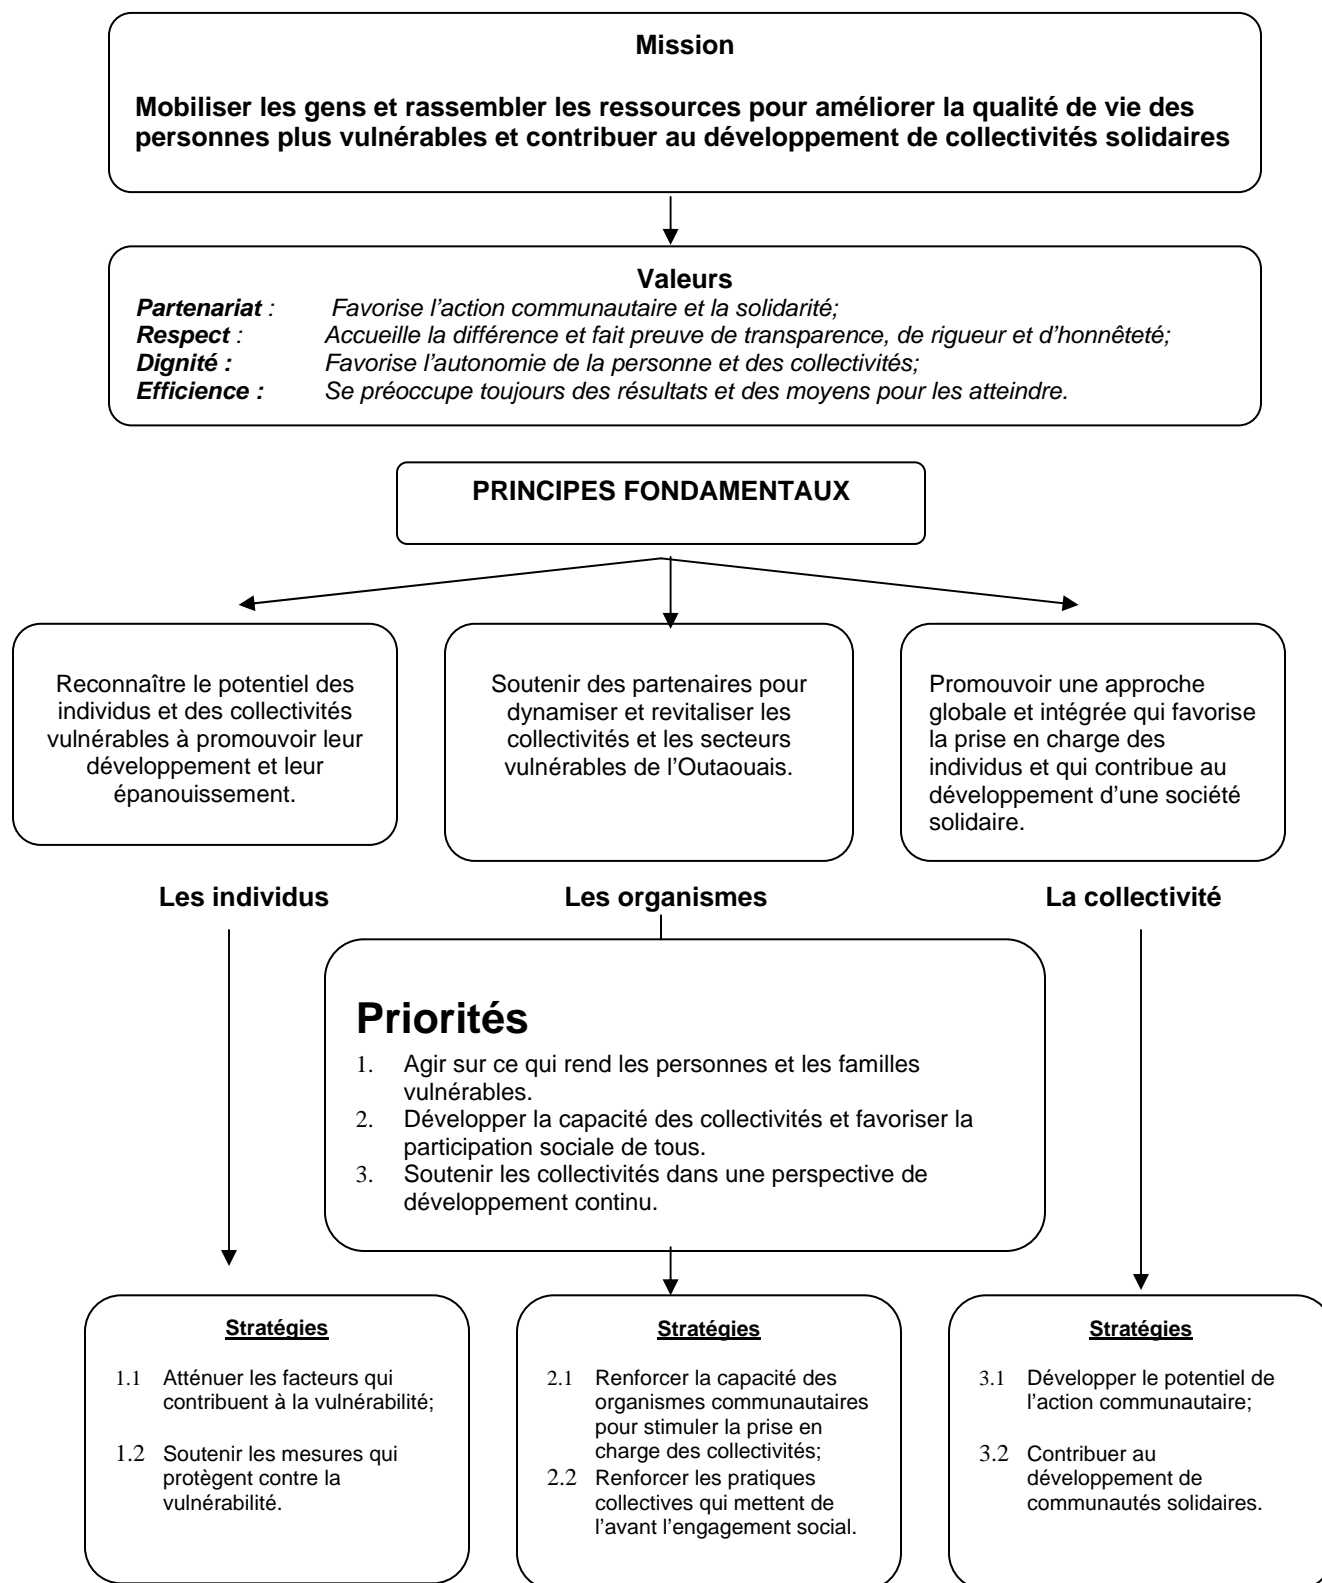 Mission
Mobiliser les gens et rassembler les ressources pour améliorer la qualité de vie des
personnes plus vulnérables et contribuer au développement de collectivités solidaires
Valeurs
Partenariat : Favorise l’action communautaire et la solidarité;
Respect : Accueille la différence et fait preuve de transparence, de rigueur et d’honnêteté;
Dignité : Favorise l’autonomie de la personne et des collectivités;
Efficience : Se préoccupe toujours des résultats et des moyens pour les atteindre.
PRINCIPES FONDAMENTAUX
Reconnaître le potentiel des
individus et des collectivités
vulnérables à promouvoir leur
développement et leur
épanouissement.
Soutenir des partenaires pour
dynamiser et revitaliser les
collectivités et les secteurs
vulnérables de l’Outaouais.
Promouvoir une approche
globale et intégrée qui favorise
la prise en charge des
individus et qui contribue au
développement d’une société
solidaire.
Les individus
Les organismes
La collectivité
Priorités
1. Agir sur ce qui rend les personnes et les familles
vulnérables.
2. Développer la capacité des collectivités et favoriser la
participation sociale de tous.
3. Soutenir les collectivités dans une perspective de
développement continu.
Stratégies
1.1 Atténuer les facteurs qui
contribuent à la vulnérabilité;
1.2 Soutenir les mesures qui
protègent contre la
vulnérabilité.
Stratégies
2.1 Renforcer la capacité des
organismes communautaires
pour stimuler la prise en
charge des collectivités;
2.2 Renforcer les pratiques
collectives qui mettent de
l’avant l’engagement social.
Stratégies
3.1 Développer le potentiel de
l’action communautaire;
3.2 Contribuer au
développement de
communautés solidaires.